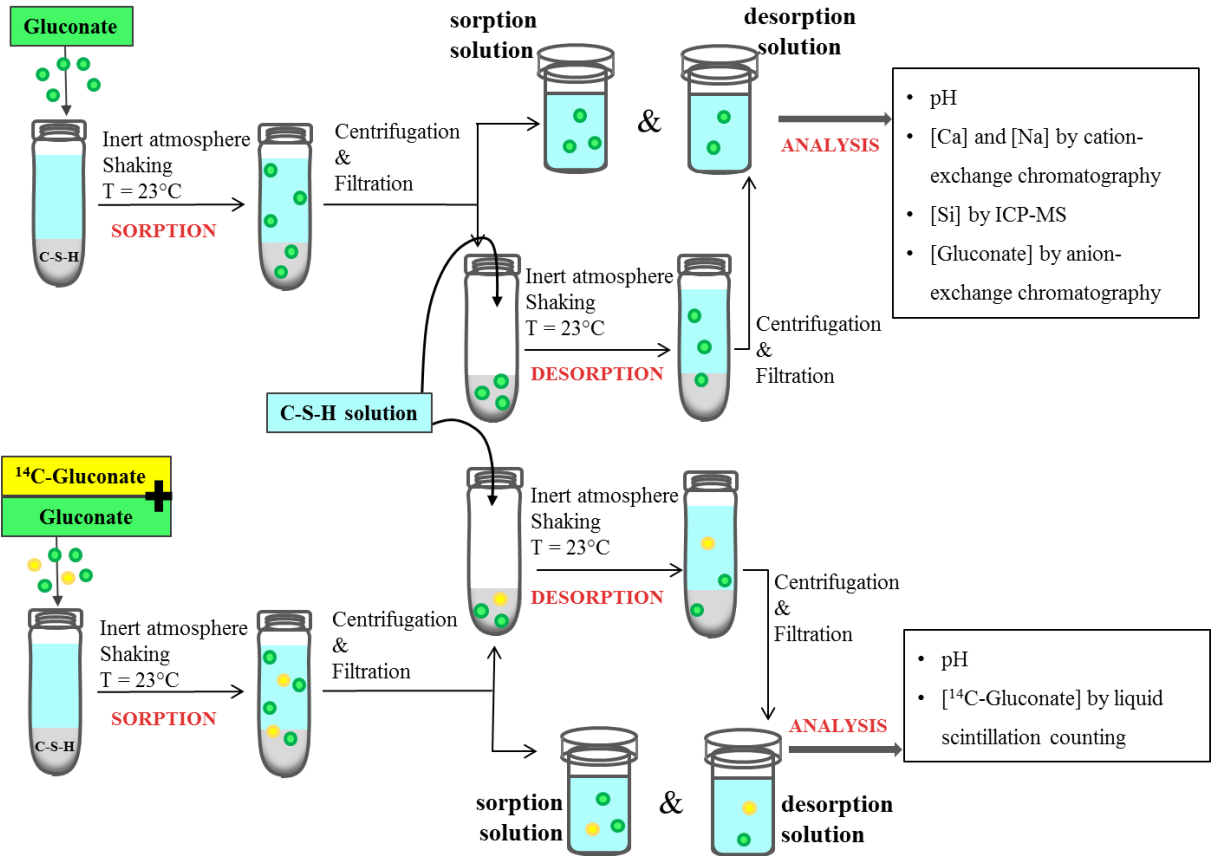 Gluconate
C-S-H
Inert atmosphere
Shaking
T = 23°C
SORPTION
Centrifugation
&
Filtration
sorption
solution
&
desorption
solution
ANALYSIS
• pH
• [Ca] and [Na] by cation-
exchange chromatography
• [Si] by ICP-MS
• [Gluconate] by anion-
exchange chromatography
Inert atmosphere
Shaking
T = 23°C
DESORPTION
Centrifugation
&
Filtration
C-S-H solution
¹⁴C-Gluconate
+
Gluconate
C-S-H
Inert atmosphere
Shaking
T = 23°C
SORPTION
Centrifugation
&
Filtration
Inert atmosphere
Shaking
T = 23°C
DESORPTION
Centrifugation
&
Filtration
sorption
solution
&
desorption
solution
ANALYSIS
• pH
• [¹⁴C-Gluconate] by liquid
scintillation counting